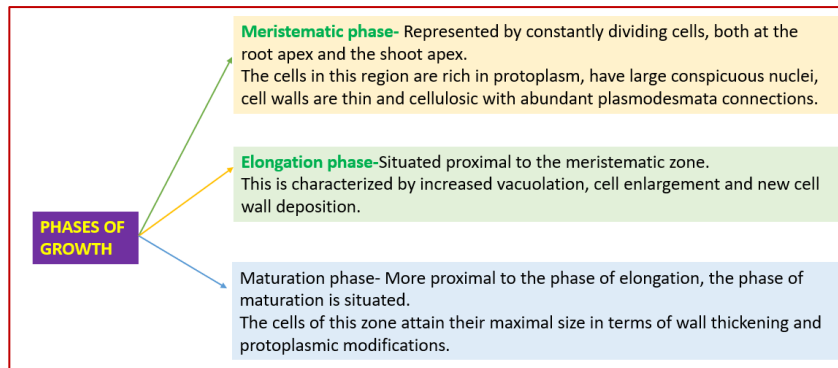 Meristematic phase- Represented by constantly dividing cells, both at the
root apex and the shoot apex.
The cells in this region are rich in protoplasm, have large conspicuous nuclei,
cell walls are thin and cellulosic with abundant plasmodesmata connections.
Elongation phase-Situated proximal to the meristematic zone.
This is characterized by increased vacuolation, cell enlargement and new cell
wall deposition.
PHASES OF
GROWTH
Maturation phase- More proximal to the phase of elongation, the phase of
maturation is situated.
The cells of this zone attain their maximal size in terms of wall thickening and
protoplasmic modifications.